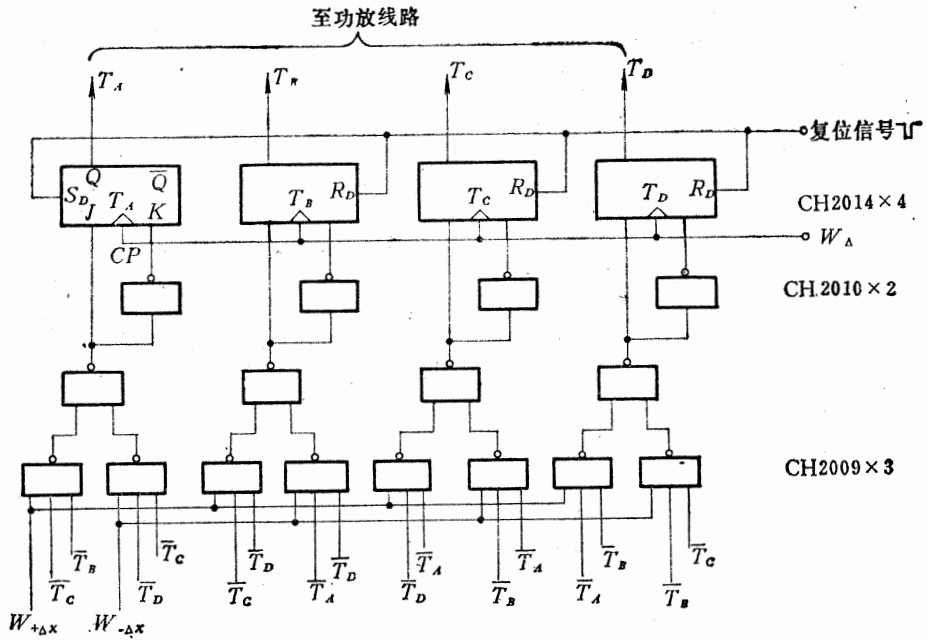 至功放线路
T_A T_B T_C T_D
复位信号
Q Q̅
S_D T_A T_B R_D T_C R_D T_D R_D
J K
CH2014×4
CP W_Δ
CH.2010×2
CH2009×3
T̅_B T̅_C T̅_D T̅_D T̅_A T̅_A T̅_B T̅_C
T̅_C T̅_D T̅_C T̅_A T̅_D T̅_B T̅_A T̅_B
W_+Δx W_-Δx